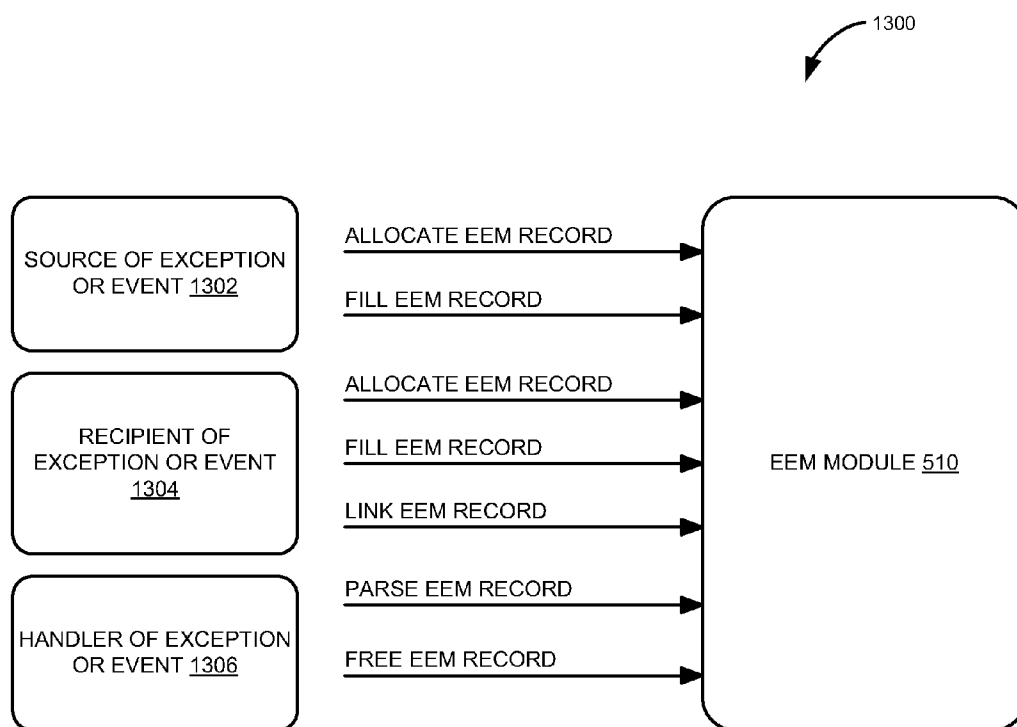 1300
SOURCE OF EXCEPTION
OR EVENT 1302
ALLOCATE EEM RECORD
FILL EEM RECORD
RECIPIENT OF
EXCEPTION OR EVENT
1304
ALLOCATE EEM RECORD
FILL EEM RECORD
LINK EEM RECORD
HANDLER OF EXCEPTION
OR EVENT 1306
PARSE EEM RECORD
FREE EEM RECORD
EEM MODULE 510